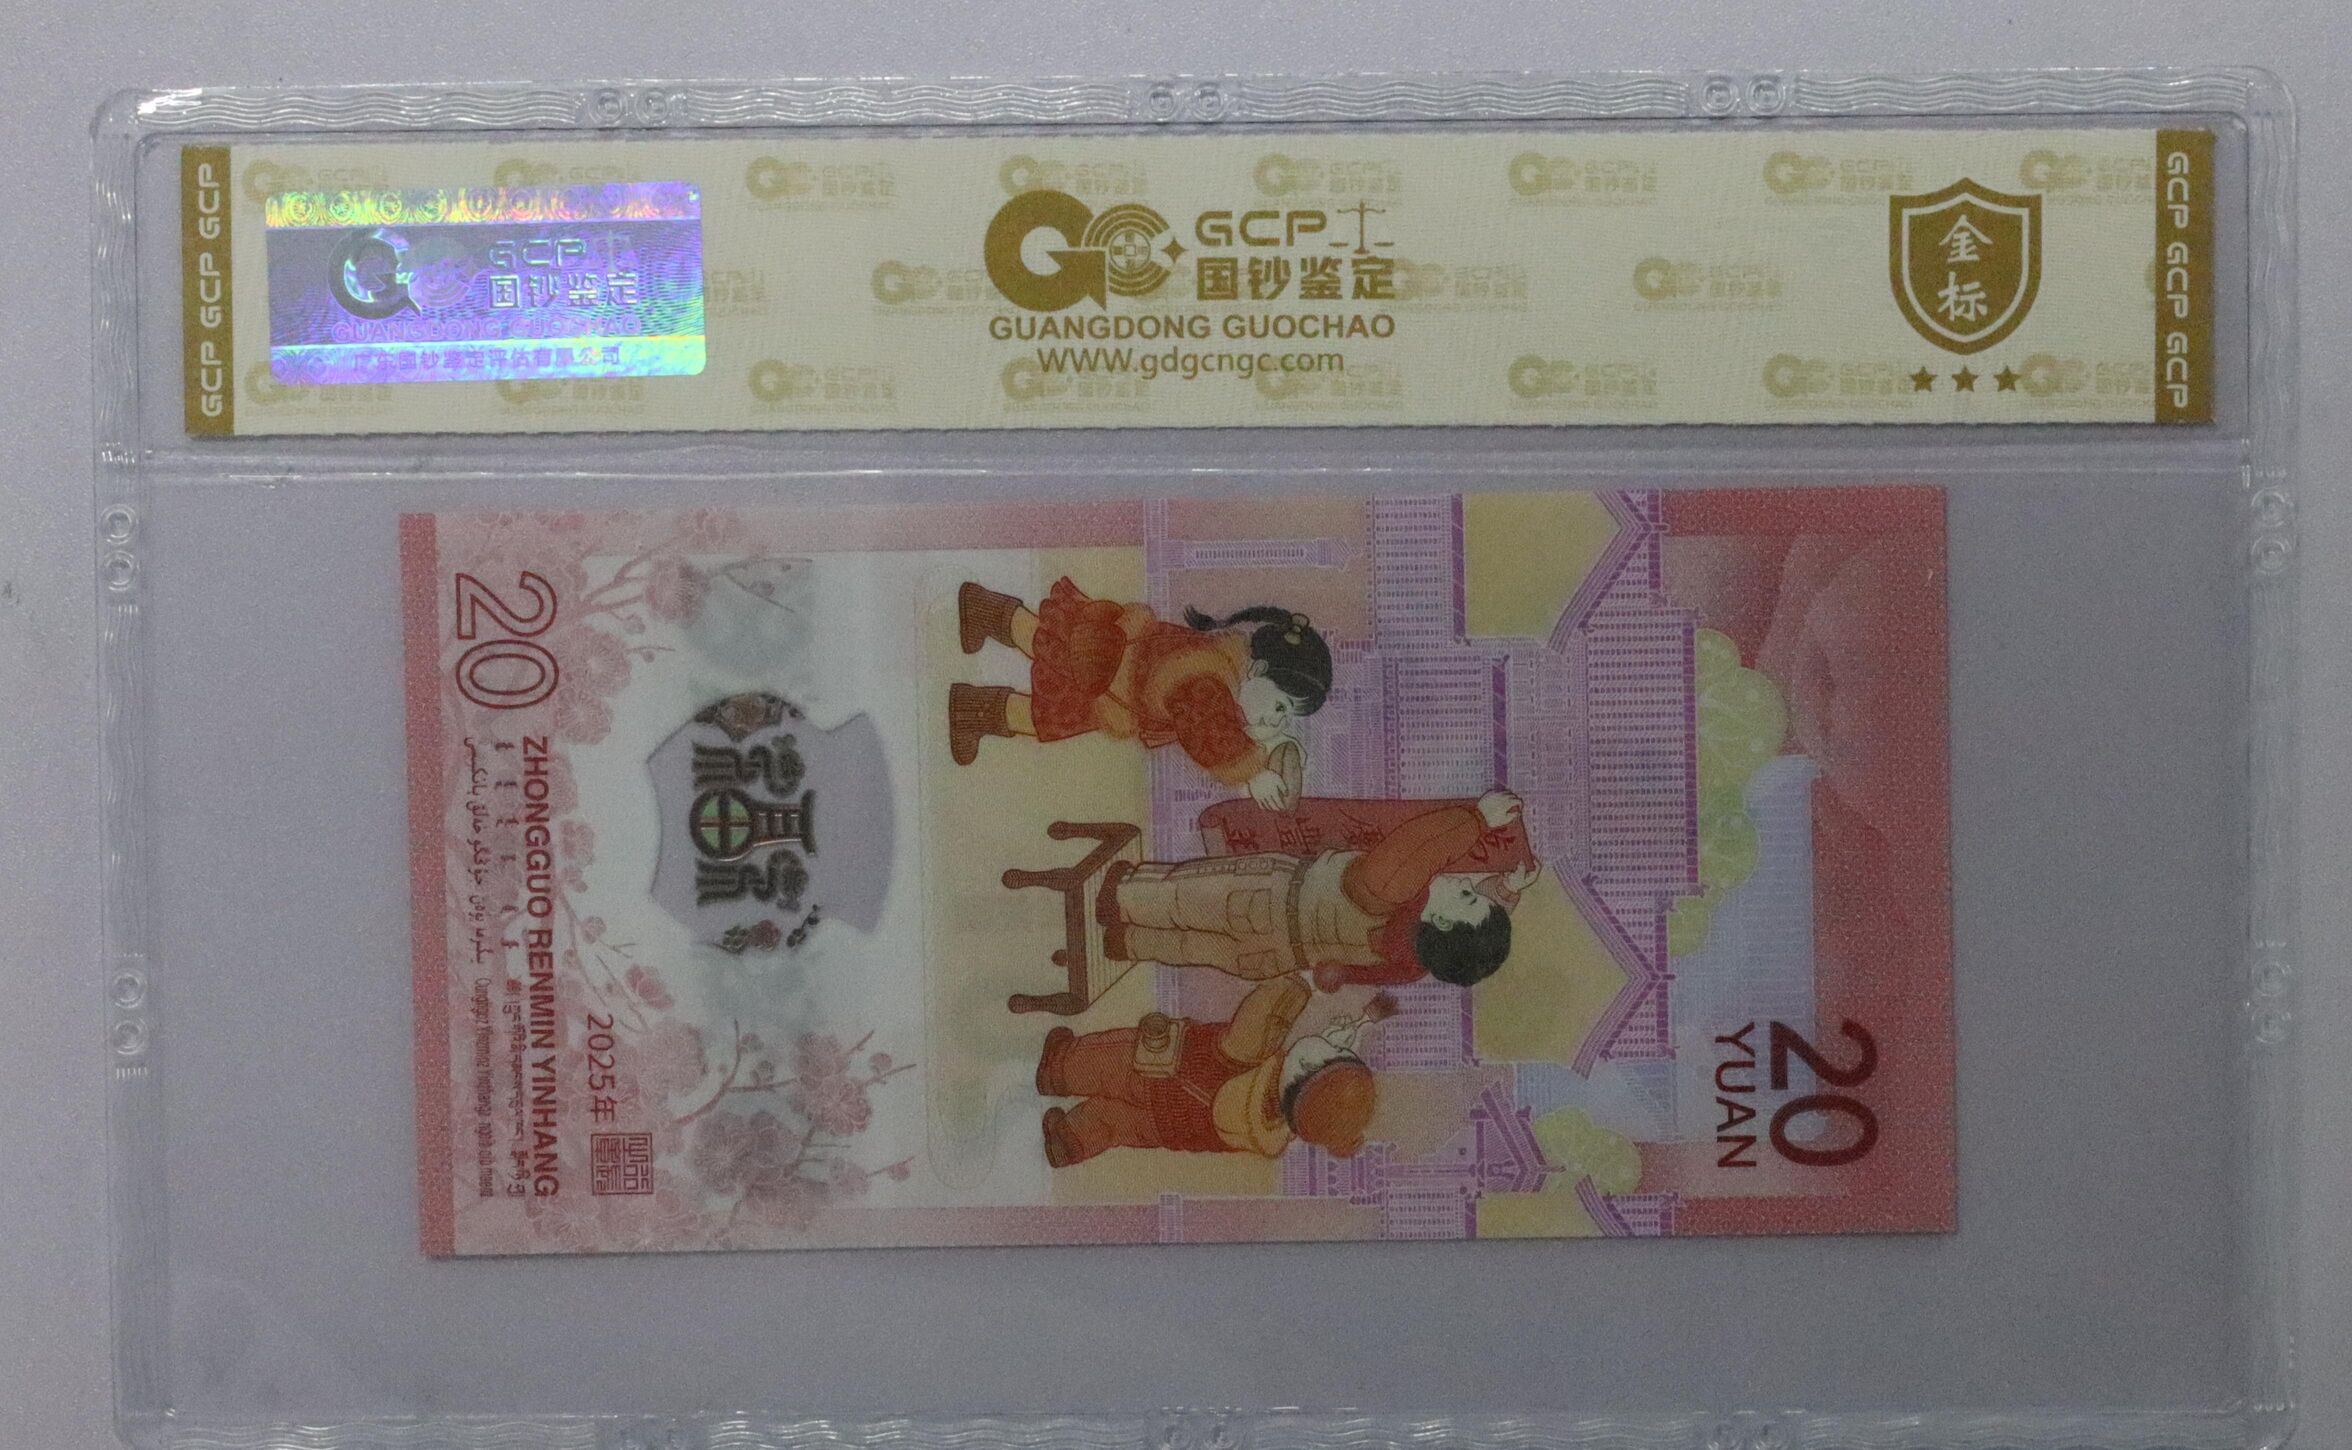 GCP GCP GCP
GCP
国钞鉴定
GUANGDONG GUOCHAO
广东国钞鉴定评估有限公司
GCP
国钞鉴定
GUANGDONG GUOCHAO
WWW.gdgcngc.com
金标
GCP GCP GCP
20
YUAN
20
ZHONGGUO RENMIN YINHANG
2025年